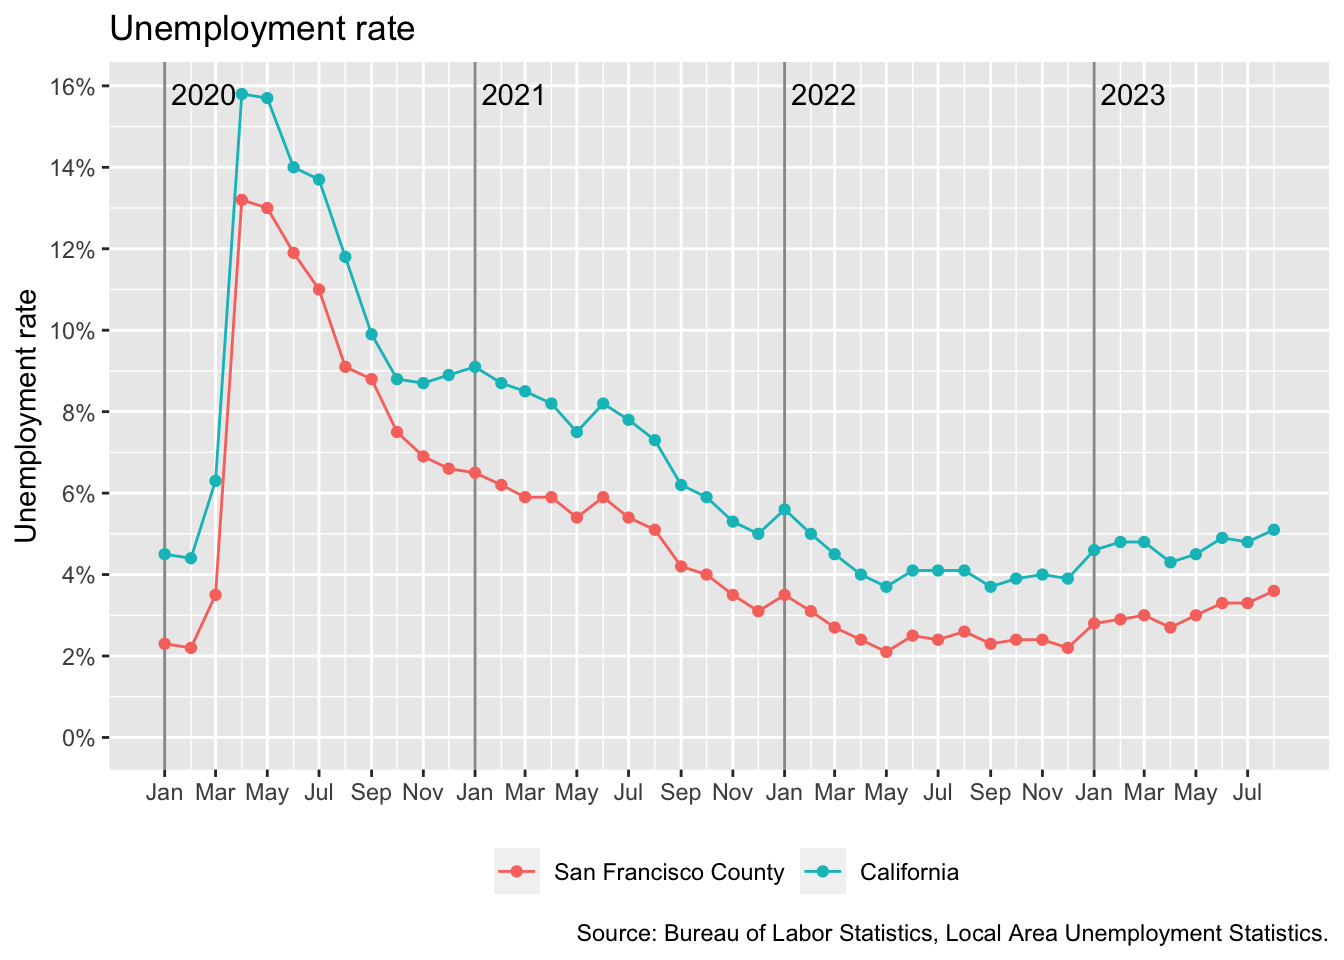 Unemployment rate
2020 2021 2022 2023
16%
14%
12%
10%
8%
6%
4%
2%
0%
Unemployment rate
Jan Mar May Jul Sep Nov Jan Mar May Jul Sep Nov Jan Mar May Jul Sep Nov Jan Mar May Jul
San Francisco County California
Source: Bureau of Labor Statistics, Local Area Unemployment Statistics.